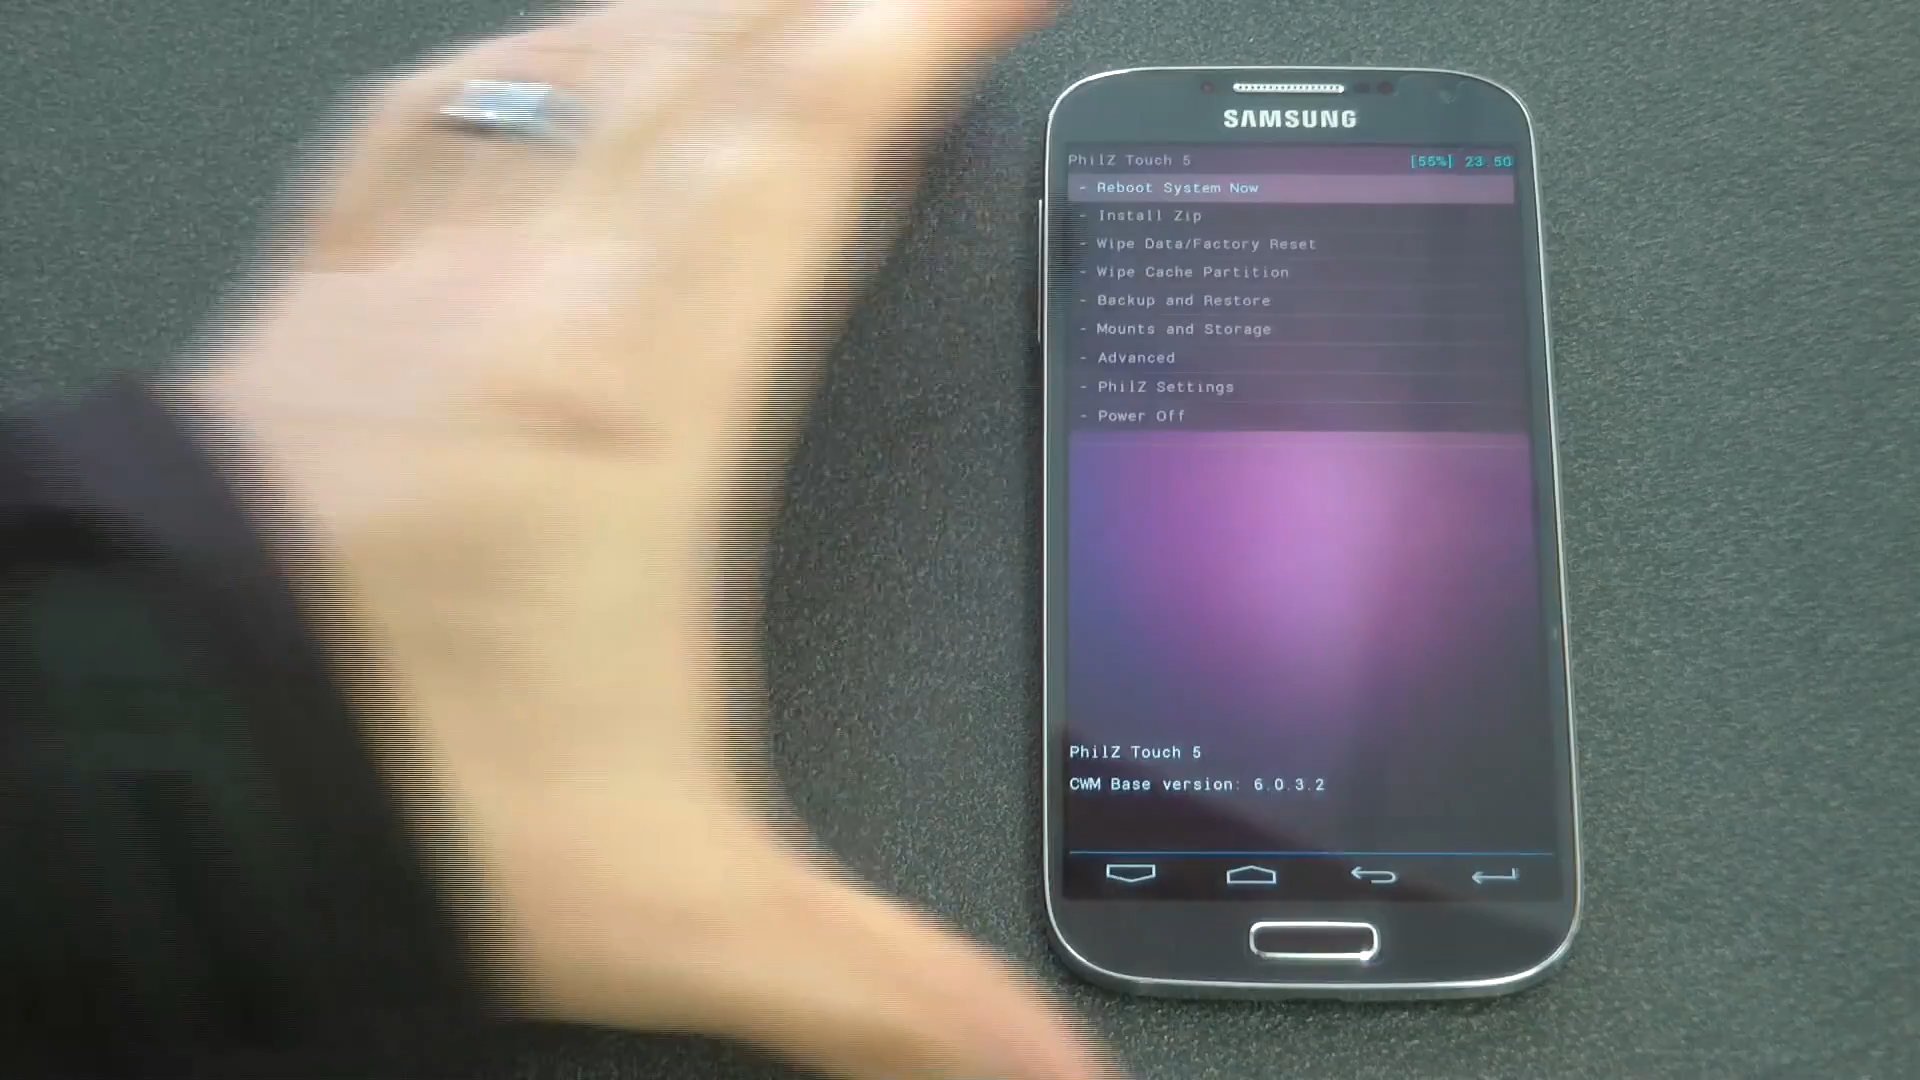 SAMSUNG
PhilZ Touch 5 [55%] 23:50
- Reboot System Now
- Install Zip
- Wipe Data/Factory Reset
- Wipe Cache Partition
- Backup and Restore
- Mounts and Storage
- Advanced
- PhilZ Settings
- Power Off
PhilZ Touch 5
CWM Base version: 6.0.3.2